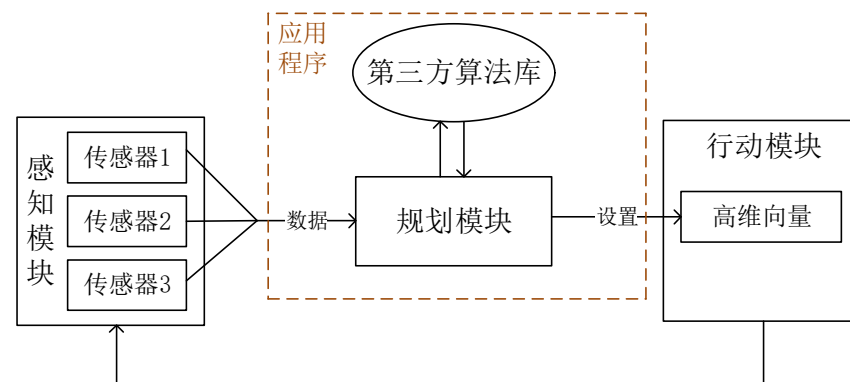 应用
程序
第三方算法库
感知模块
传感器1
传感器2
传感器3
数据
规划模块
设置
行动模块
高维向量